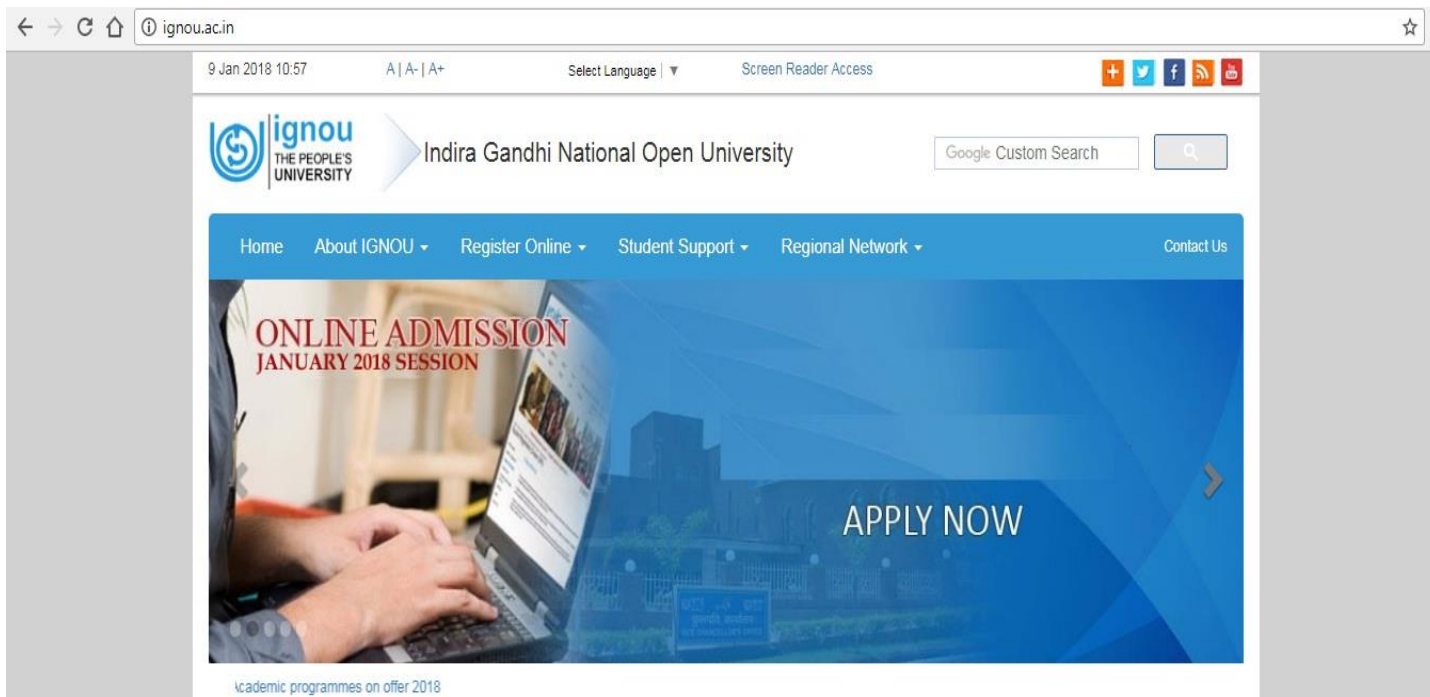 ignou.ac.in
9 Jan 2018 10:57 A | A- | A+ Select Language | ▼ Screen Reader Access
ignou
THE PEOPLE'S
UNIVERSITY
Indira Gandhi National Open University
Google Custom Search
Home About IGNOU Register Online Student Support Regional Network Contact Us
ONLINE ADMISSION
JANUARY 2018 SESSION
APPLY NOW
programmes on offer 2018